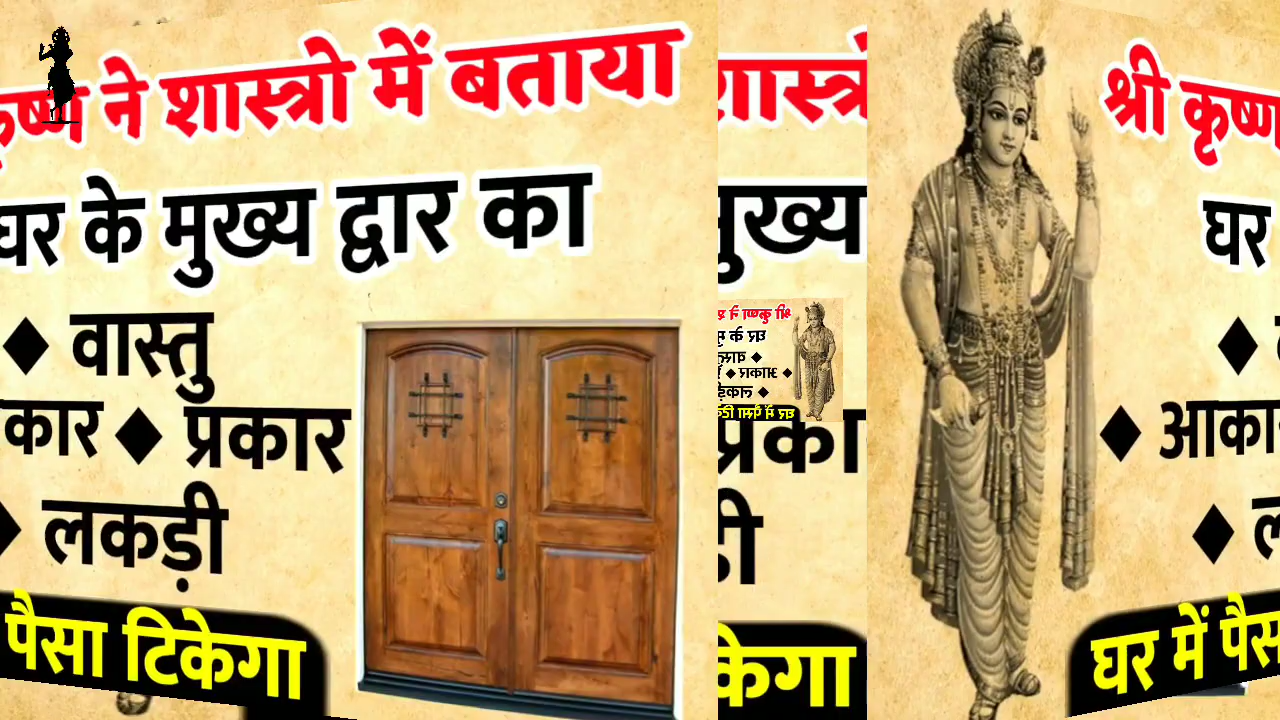 कृष्ण ने शास्त्रो में बताया
घर के मुख्य द्वार का
◆ वास्तु
कार ◆ प्रकार
◆ लकड़ी
पैसा टिकेगा
शास्त्रो
मुख्य
प्रका
ड़ी
केगा
श्री कृष्ण
घर
◆
◆ आका
◆ ल
घर में पैस